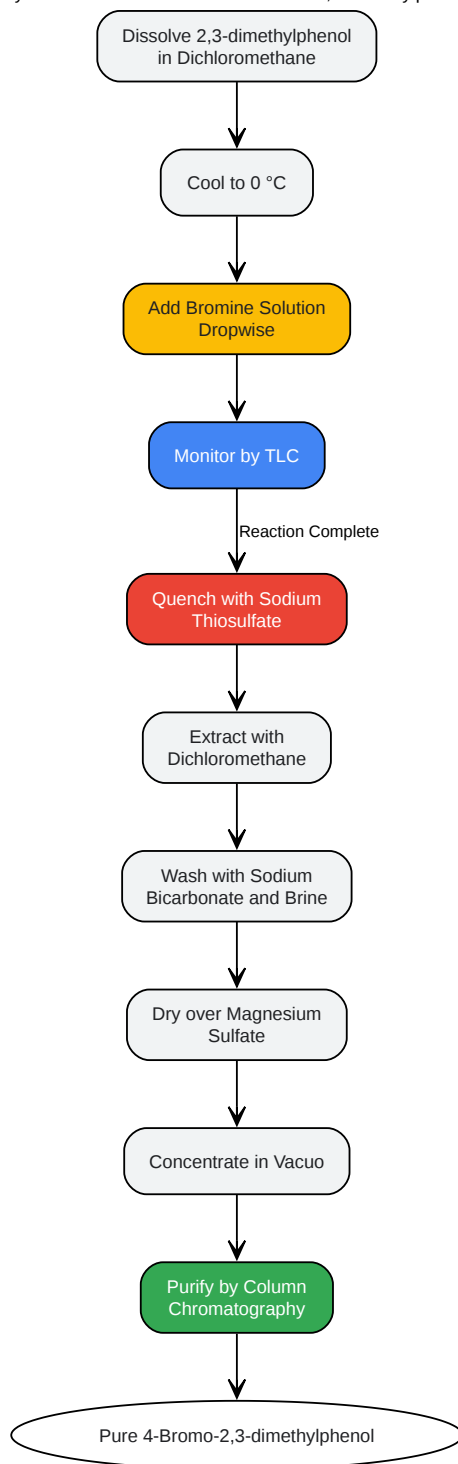 Dissolve 2,3-dimethylphenol
in Dichloromethane
Cool to 0 °C
Add Bromine Solution
Dropwise
Monitor by TLC
Reaction Complete
Quench with Sodium
Thiosulfate
Extract with
Dichloromethane
Wash with Sodium
Bicarbonate and Brine
Dry over Magnesium
Sulfate
Concentrate in Vacuo
Purify by Column
Chromatography
Pure 4-Bromo-2,3-dimethylphenol